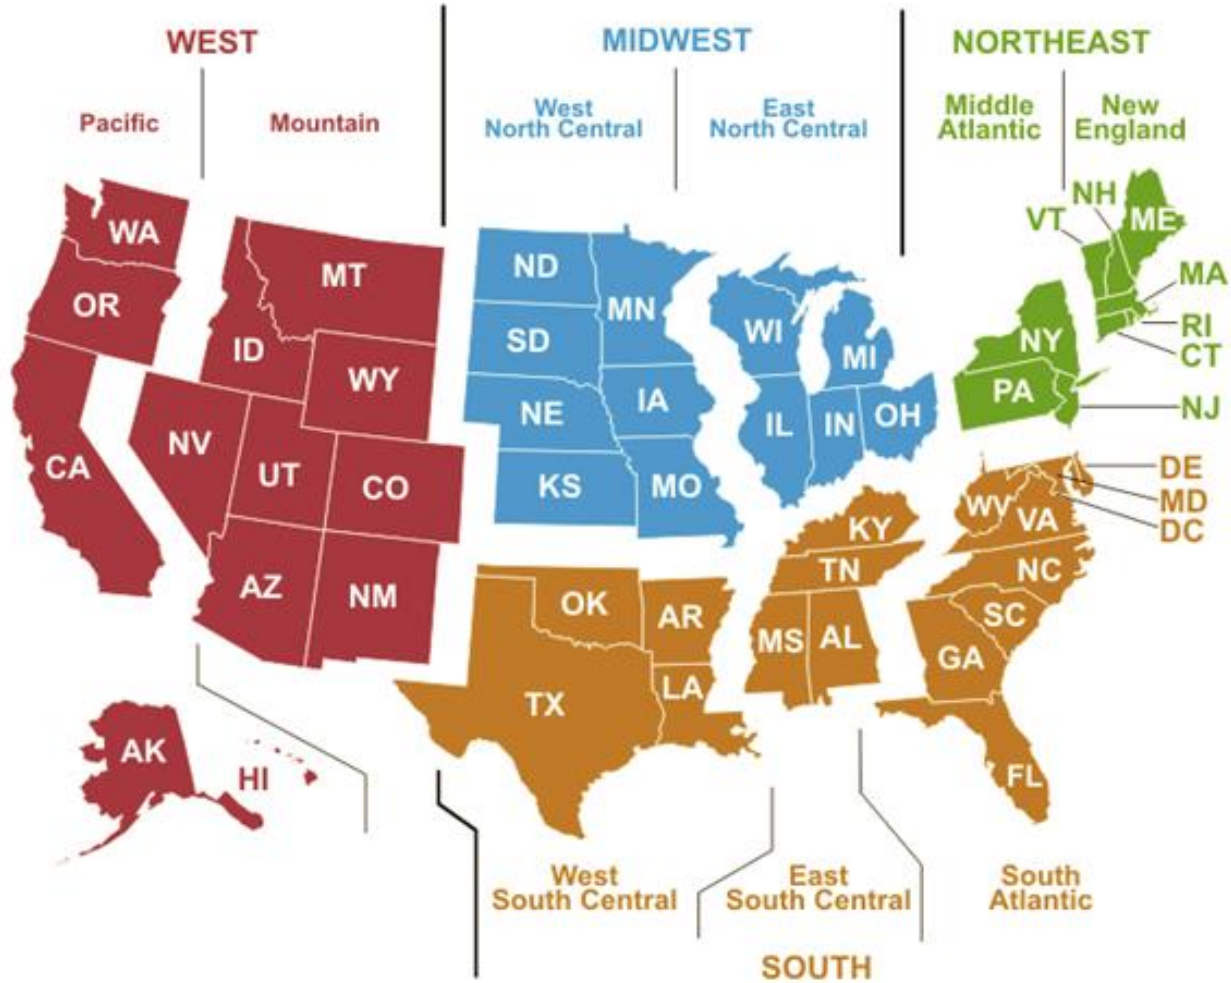 WEST
MIDWEST
NORTHEAST
Pacific
Mountain
West
North Central
East
North Central
Middle
Atlantic
New
England
WA
OR
CA
NV
ID
MT
WY
UT
CO
AZ
NM
AK
HI
ND
SD
NE
KS
MN
IA
MO
WI
MI
IL
IN
OH
NH
VT
ME
MA
RI
CT
NY
PA
NJ
DE
MD
DC
WV
VA
KY
TN
NC
SC
GA
MS
AL
OK
AR
TX
LA
FL
West
South Central
East
South Central
South
Atlantic
SOUTH